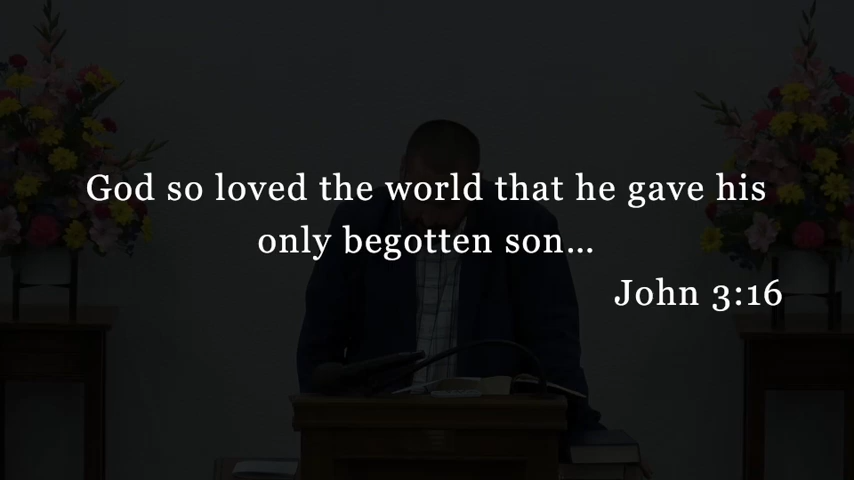 God so loved the world that he gave his
only begotten son...
John 3:16